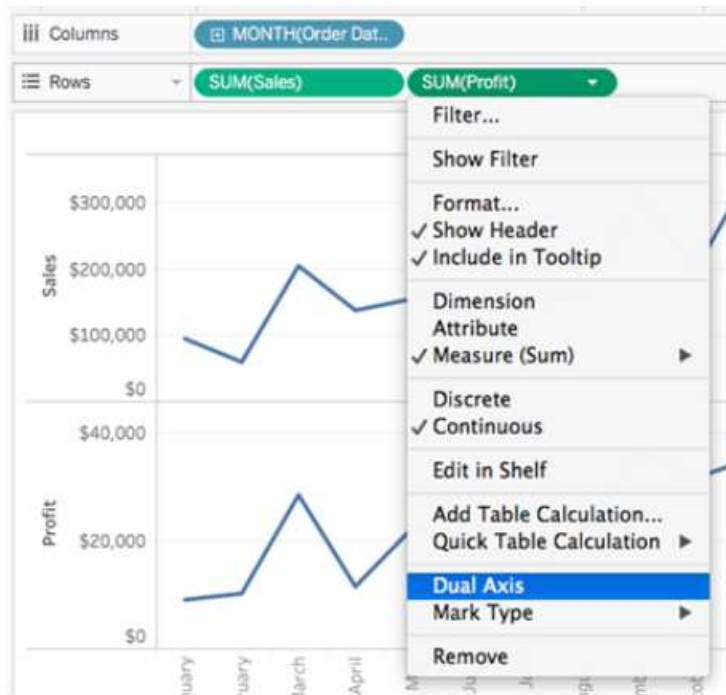 Columns
MONTH(Order Dat..
Rows
SUM(Sales)
SUM(Profit)
Filter...
Show Filter
Format...
Show Header
Include in Tooltip
Dimension
Attribute
Measure (Sum)
Discrete
Continuous
Edit in Shelf
Add Table Calculation...
Quick Table Calculation
Dual Axis
Mark Type
Remove
Sales
$300,000
$200,000
$100,000
$0
Profit
$40,000
$20,000
$0
April